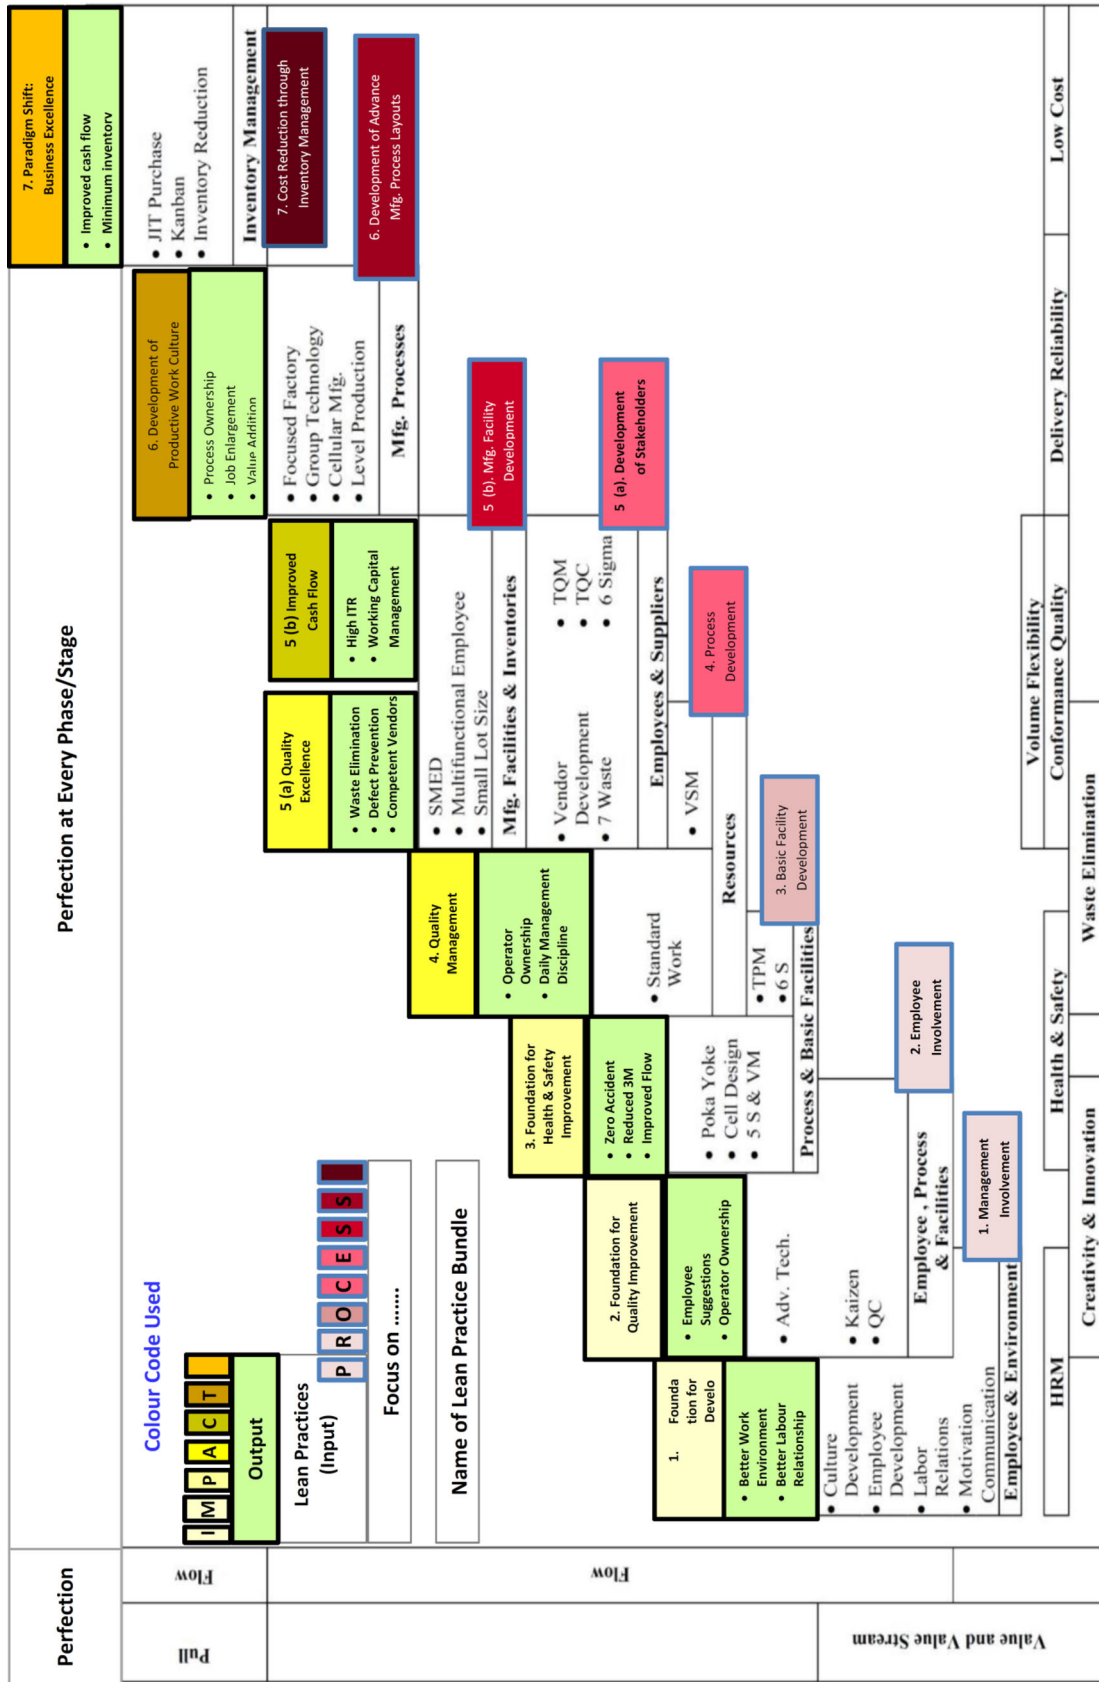 Perfection
Perfection at Every Phase/Stage
7. Paradigm Shift:
Business Excellence
• Improved cash flow
• Minimum inventory
Pull
Flow
Colour Code Used
I M P A C T
Output
Lean Practices
(Input)
P R O C E S S
Focus on .......
Name of Lean Practice Bundle
• JIT Purchase
• Kanban
• Inventory Reduction
Inventory Management
7. Cost Reduction through
Inventory Management
6. Development of
Productive Work Culture
• Process Ownership
• Job Enlargement
• Value Addition
• Focused Factory
• Group Technology
• Cellular Mfg.
• Level Production
Mfg. Processes
6. Development of Advance
Mfg. Process Layouts
Flow
5 (b) Improved
Cash Flow
• High ITR
• Working Capital
Management
5 (a) Quality
Excellence
• Waste Elimination
• Defect Prevention
• Competent Vendors
• SMED
• Multifunctional Employee
• Small Lot Size
Mfg. Facilities & Inventories
5 (b). Mfg. Facility
Development
• Vendor
Development
• 7 Waste
• TQM
• TQC
• 6 Sigma
Employees & Suppliers
5 (a). Development
of Stakeholders
4. Quality
Management
• Operator
Ownership
• Daily Management
Discipline
• Standard
Work
• VSM
Resources
4. Process
Development
3. Foundation for
Health & Safety
Improvement
• Zero Accident
• Reduced 3M
• Improved Flow
• Poka Yoke
• Cell Design
• 5 S & VM
• TPM
• 6 S
Process & Basic Facilities
3. Basic Facility
Development
2. Foundation for
Quality Improvement
• Employee
Suggestions
• Operator Ownership
• Adv. Tech.
• Kaizen
• QC
Employee , Process
& Facilities
2. Employee
Involvement
1. Founda
tion for
Develo
• Better Work
Environment
• Better Labour
Relationship
Value and Value Stream
• Culture
Development
• Employee
Development
• Labor
Relations
• Motivation
Communication
Employee & Environment
1. Management
Involvement
Volume Flexibility
HRM
Health & Safety
Conformance Quality
Delivery Reliability
Low Cost
Creativity & Innovation
Waste Elimination